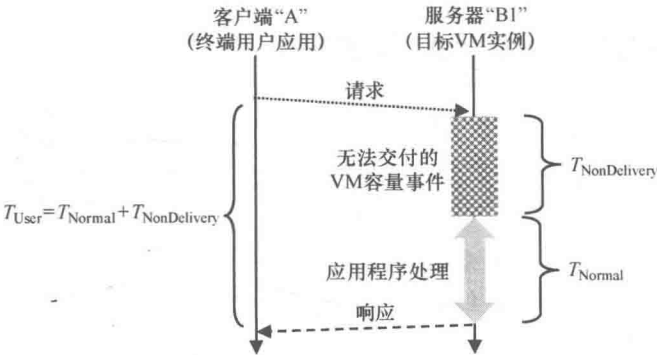 客户端“A”
（终端用户应用）
服务器“B1”
（目标VM实例）
请求
无法交付的
VM容量事件
T_NonDelivery
T_User=T_Normal+T_NonDelivery
应用程序处理
T_Normal
响应